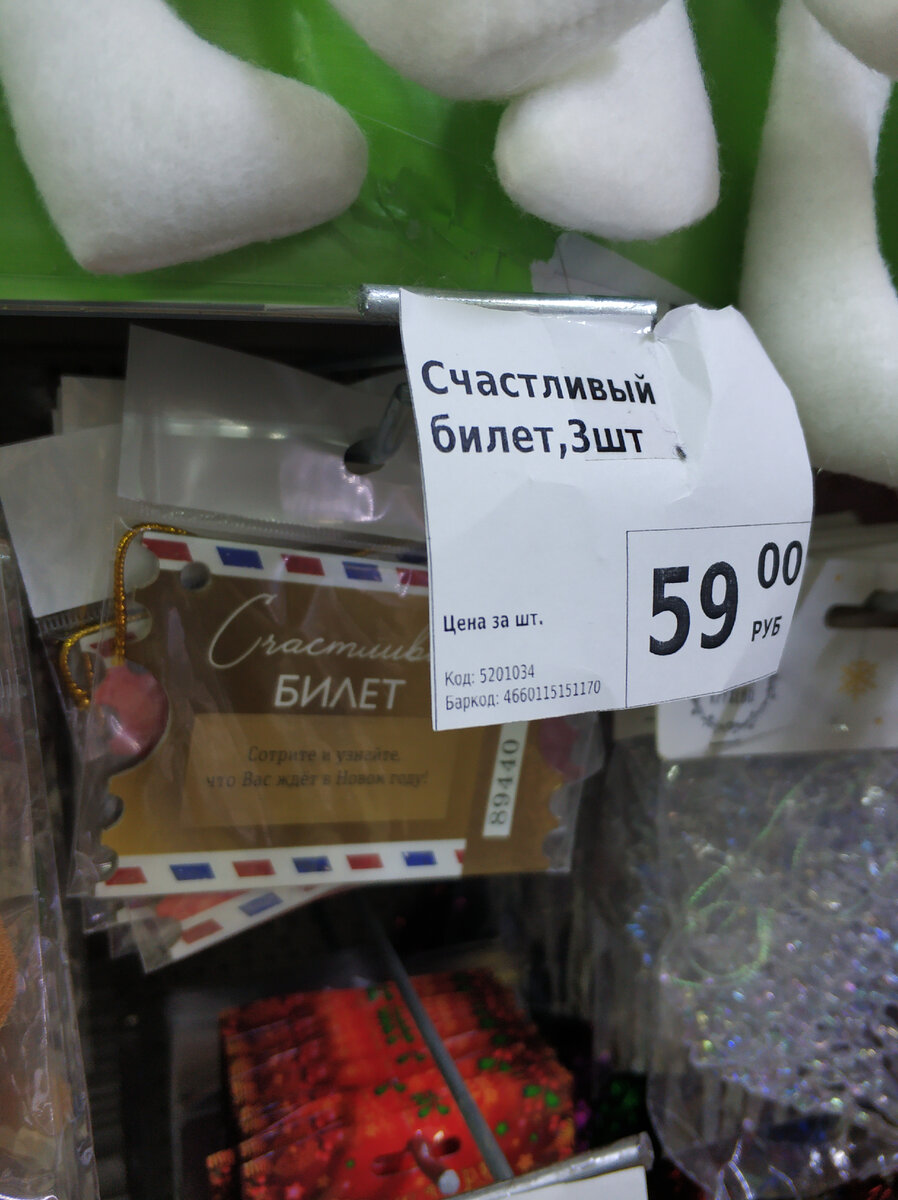 Счастливый
билет,3шт
59 00
РУБ
Цена за шт.
Код: 5201034
Баркод: 4660115151170
БИЛЕТ
Сотрите и узнайте,
что Вас ждёт в Новом году!
89440